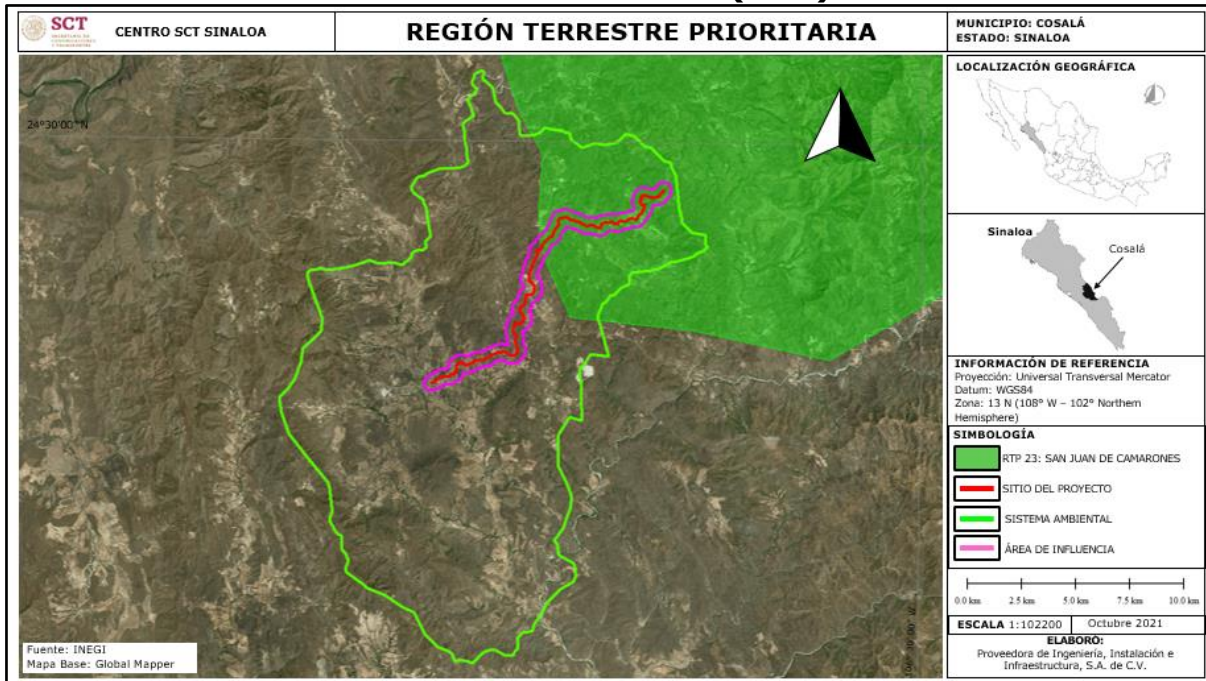 SCT
CENTRO SCT SINALOA
REGIÓN TERRESTRE PRIORITARIA
MUNICIPIO: COSALÁ
ESTADO: SINALOA
24°30'00" N
LOCALIZACIÓN GEOGRÁFICA
Sinaloa
Cosalá
INFORMACIÓN DE REFERENCIA
Proyección: Universal Transversal Mercator
Datum: WGS84
Zona: 13 N (108° W – 102° Northern
Hemisphere)
SIMBOLOGÍA
RTP 23: SAN JUAN DE CAMARONES
SITIO DEL PROYECTO
SISTEMA AMBIENTAL
ÁREA DE INFLUENCIA
0.0 km 2.5 km 5.0 km 7.5 km 10.0 km
ESCALA 1:102200 Octubre 2021
ELABORO:
Proveedora de Ingeniería, Instalación e
Infraestructura, S.A. de C.V.
Fuente: INEGI
Mapa Base: Global Mapper